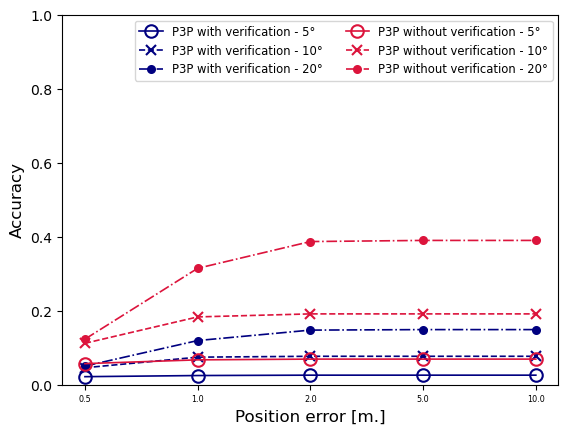 1.0
0.8
0.6
0.4
0.2
0.0
Accuracy
P3P with verification - 5°
P3P with verification - 10°
P3P with verification - 20°
P3P without verification - 5°
P3P without verification - 10°
P3P without verification - 20°
0.5 1.0 2.0 5.0 10.0
Position error [m.]